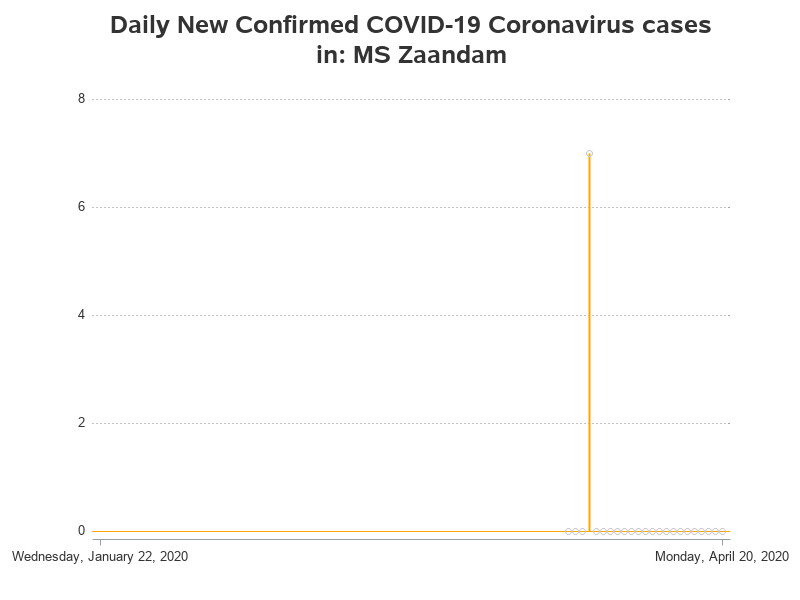 Daily New Confirmed COVID-19 Coronavirus cases
in: MS Zaandam
8
6
4
2
0
Wednesday, January 22, 2020
Monday, April 20, 2020